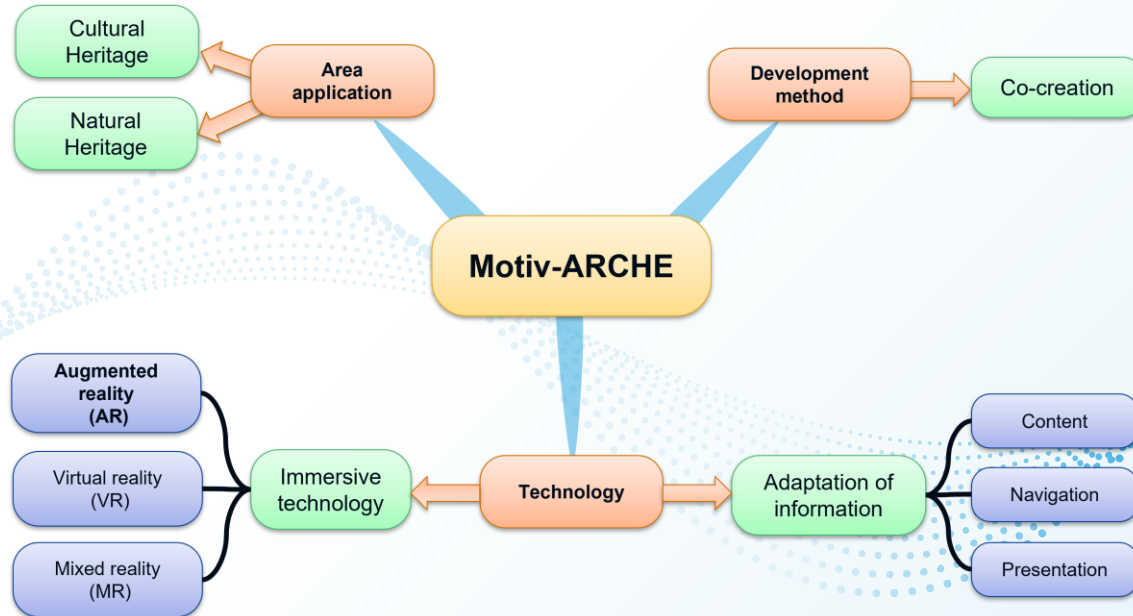 Cultural
Heritage
Area
application
Development
method
Co-creation
Natural
Heritage
Motiv-ARCHE
Augmented
reality
(AR)
Virtual reality
(VR)
Mixed reality
(MR)
Immersive
technology
Technology
Adaptation of
information
Content
Navigation
Presentation